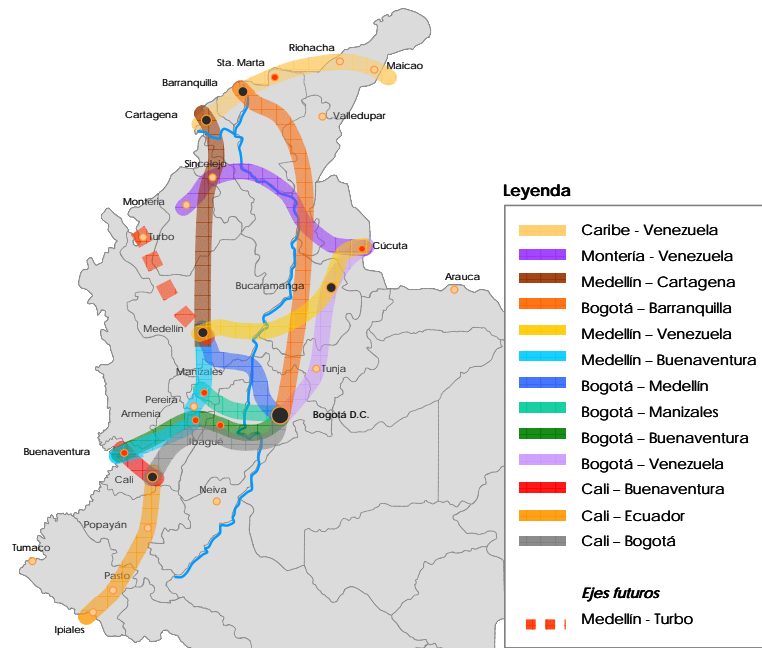 Riohacha
Sta. Marta
Maicao
Barranquilla
Cartagena
Valledupar
Sincelejo
Montería
Turbo
Cúcuta
Arauca
Bucaramanga
Medellín
Tunja
Manizales
Pereira
Armenia
Bogotá D.C.
Ibagué
Buenaventura
Cali
Neiva
Popayán
Tumaco
Pasto
Ipiales
Leyenda
Caribe - Venezuela
Montería - Venezuela
Medellín – Cartagena
Bogotá – Barranquilla
Medellín – Venezuela
Medellín – Buenaventura
Bogotá – Medellín
Bogotá – Manizales
Bogotá – Buenaventura
Bogotá – Venezuela
Cali – Buenaventura
Cali – Ecuador
Cali – Bogotá
Ejes futuros
Medellín - Turbo